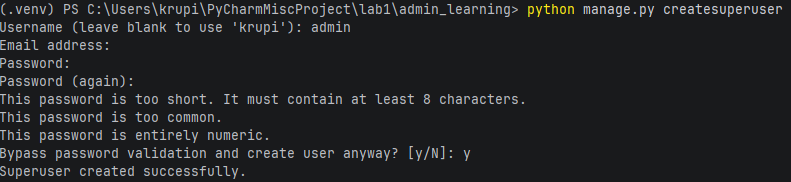 (.venv) PS C:\Users\krupi\PyCharmMiscProject\lab1\admin_learning> python manage.py createsuperuser
Username (leave blank to use 'krupi'): admin
Email address:
Password:
Password (again):
This password is too short. It must contain at least 8 characters.
This password is too common.
This password is entirely numeric.
Bypass password validation and create user anyway? [y/N]: y
Superuser created successfully.